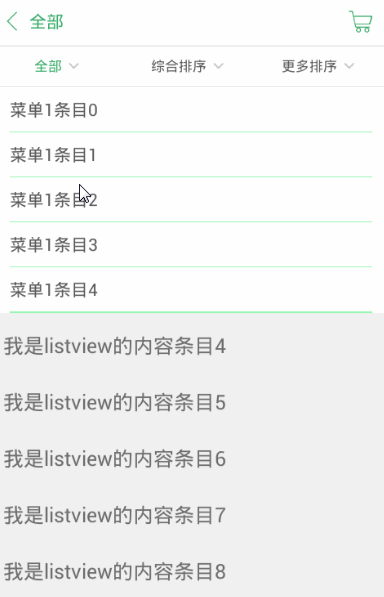 全部
全部 综合排序 更多排序
菜单1条目0
菜单1条目1
菜单1条目2
菜单1条目3
菜单1条目4
我是listview的内容条目4
我是listview的内容条目5
我是listview的内容条目6
我是listview的内容条目7
我是listview的内容条目8